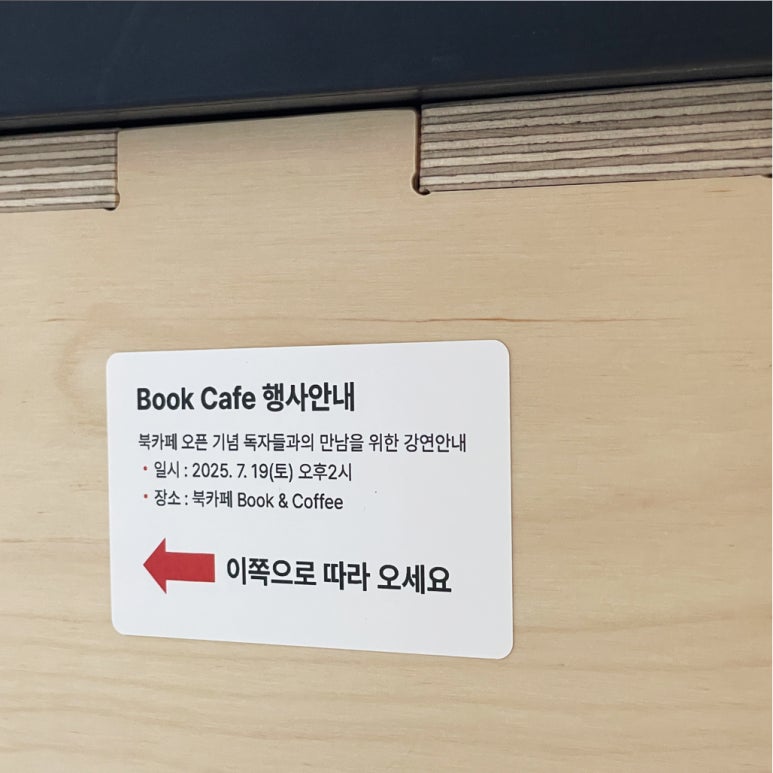 Book Cafe 행사안내
북카페 오픈 기념 독자들과의 만남을 위한 강연안내
• 일시 : 2025. 7. 19(토) 오후2시
• 장소 : 북카페 Book & Coffee
이쪽으로 따라 오세요